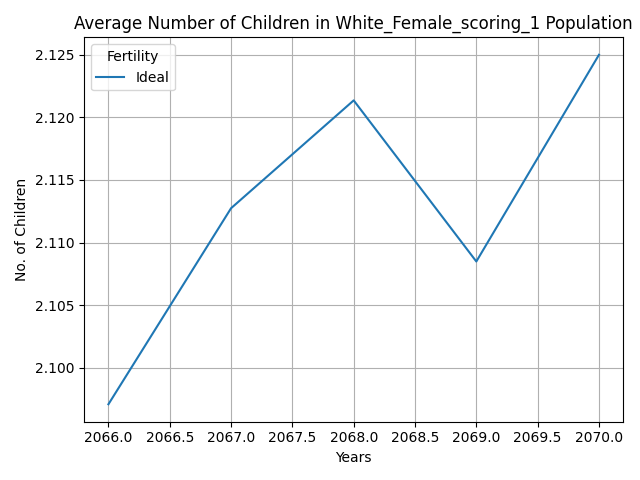 Average Number of Children in White_Female_scoring_1 Population
Fertility
Ideal
No. of Children
2.125
2.120
2.115
2.110
2.105
2.100
2066.0 2066.5 2067.0 2067.5 2068.0 2068.5 2069.0 2069.5 2070.0
Years